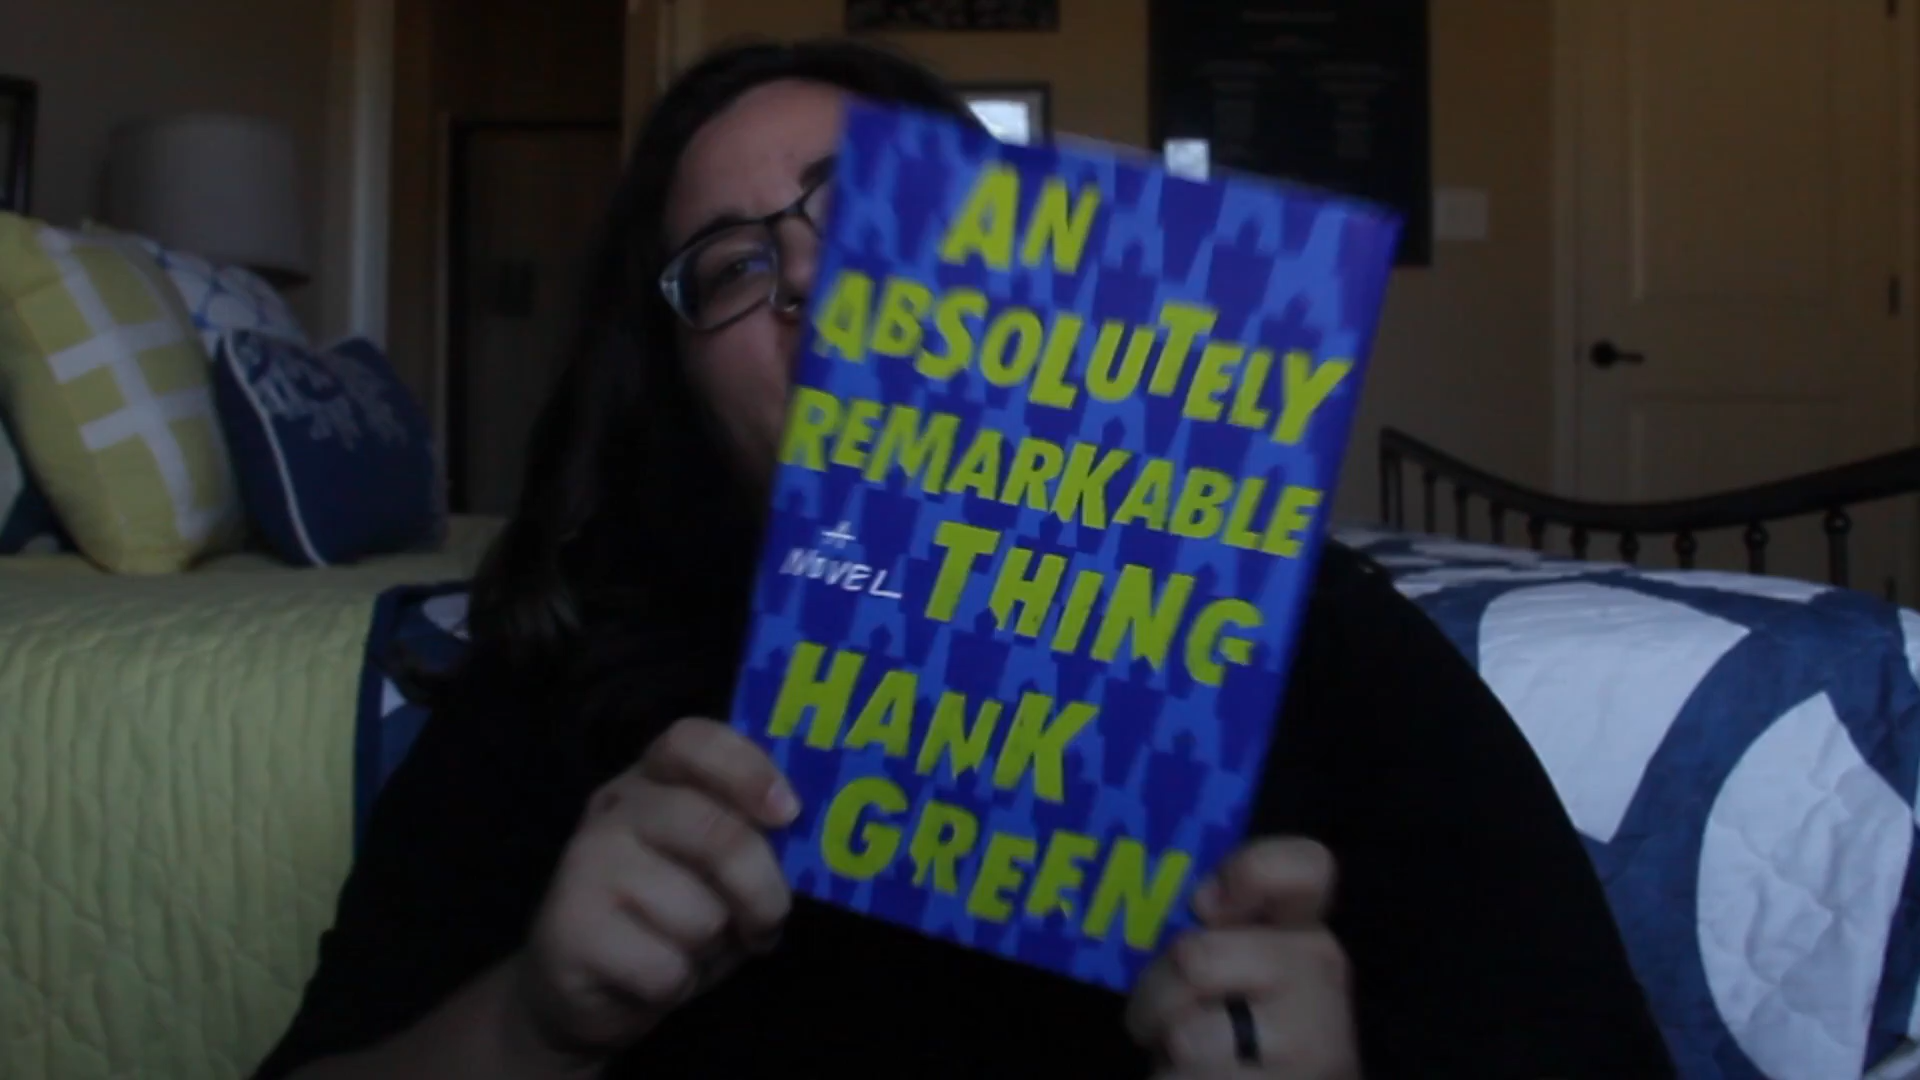 AN
ABSOLUTELY
REMARKABLE
THING
A
NOVEL
HANK
GREEN